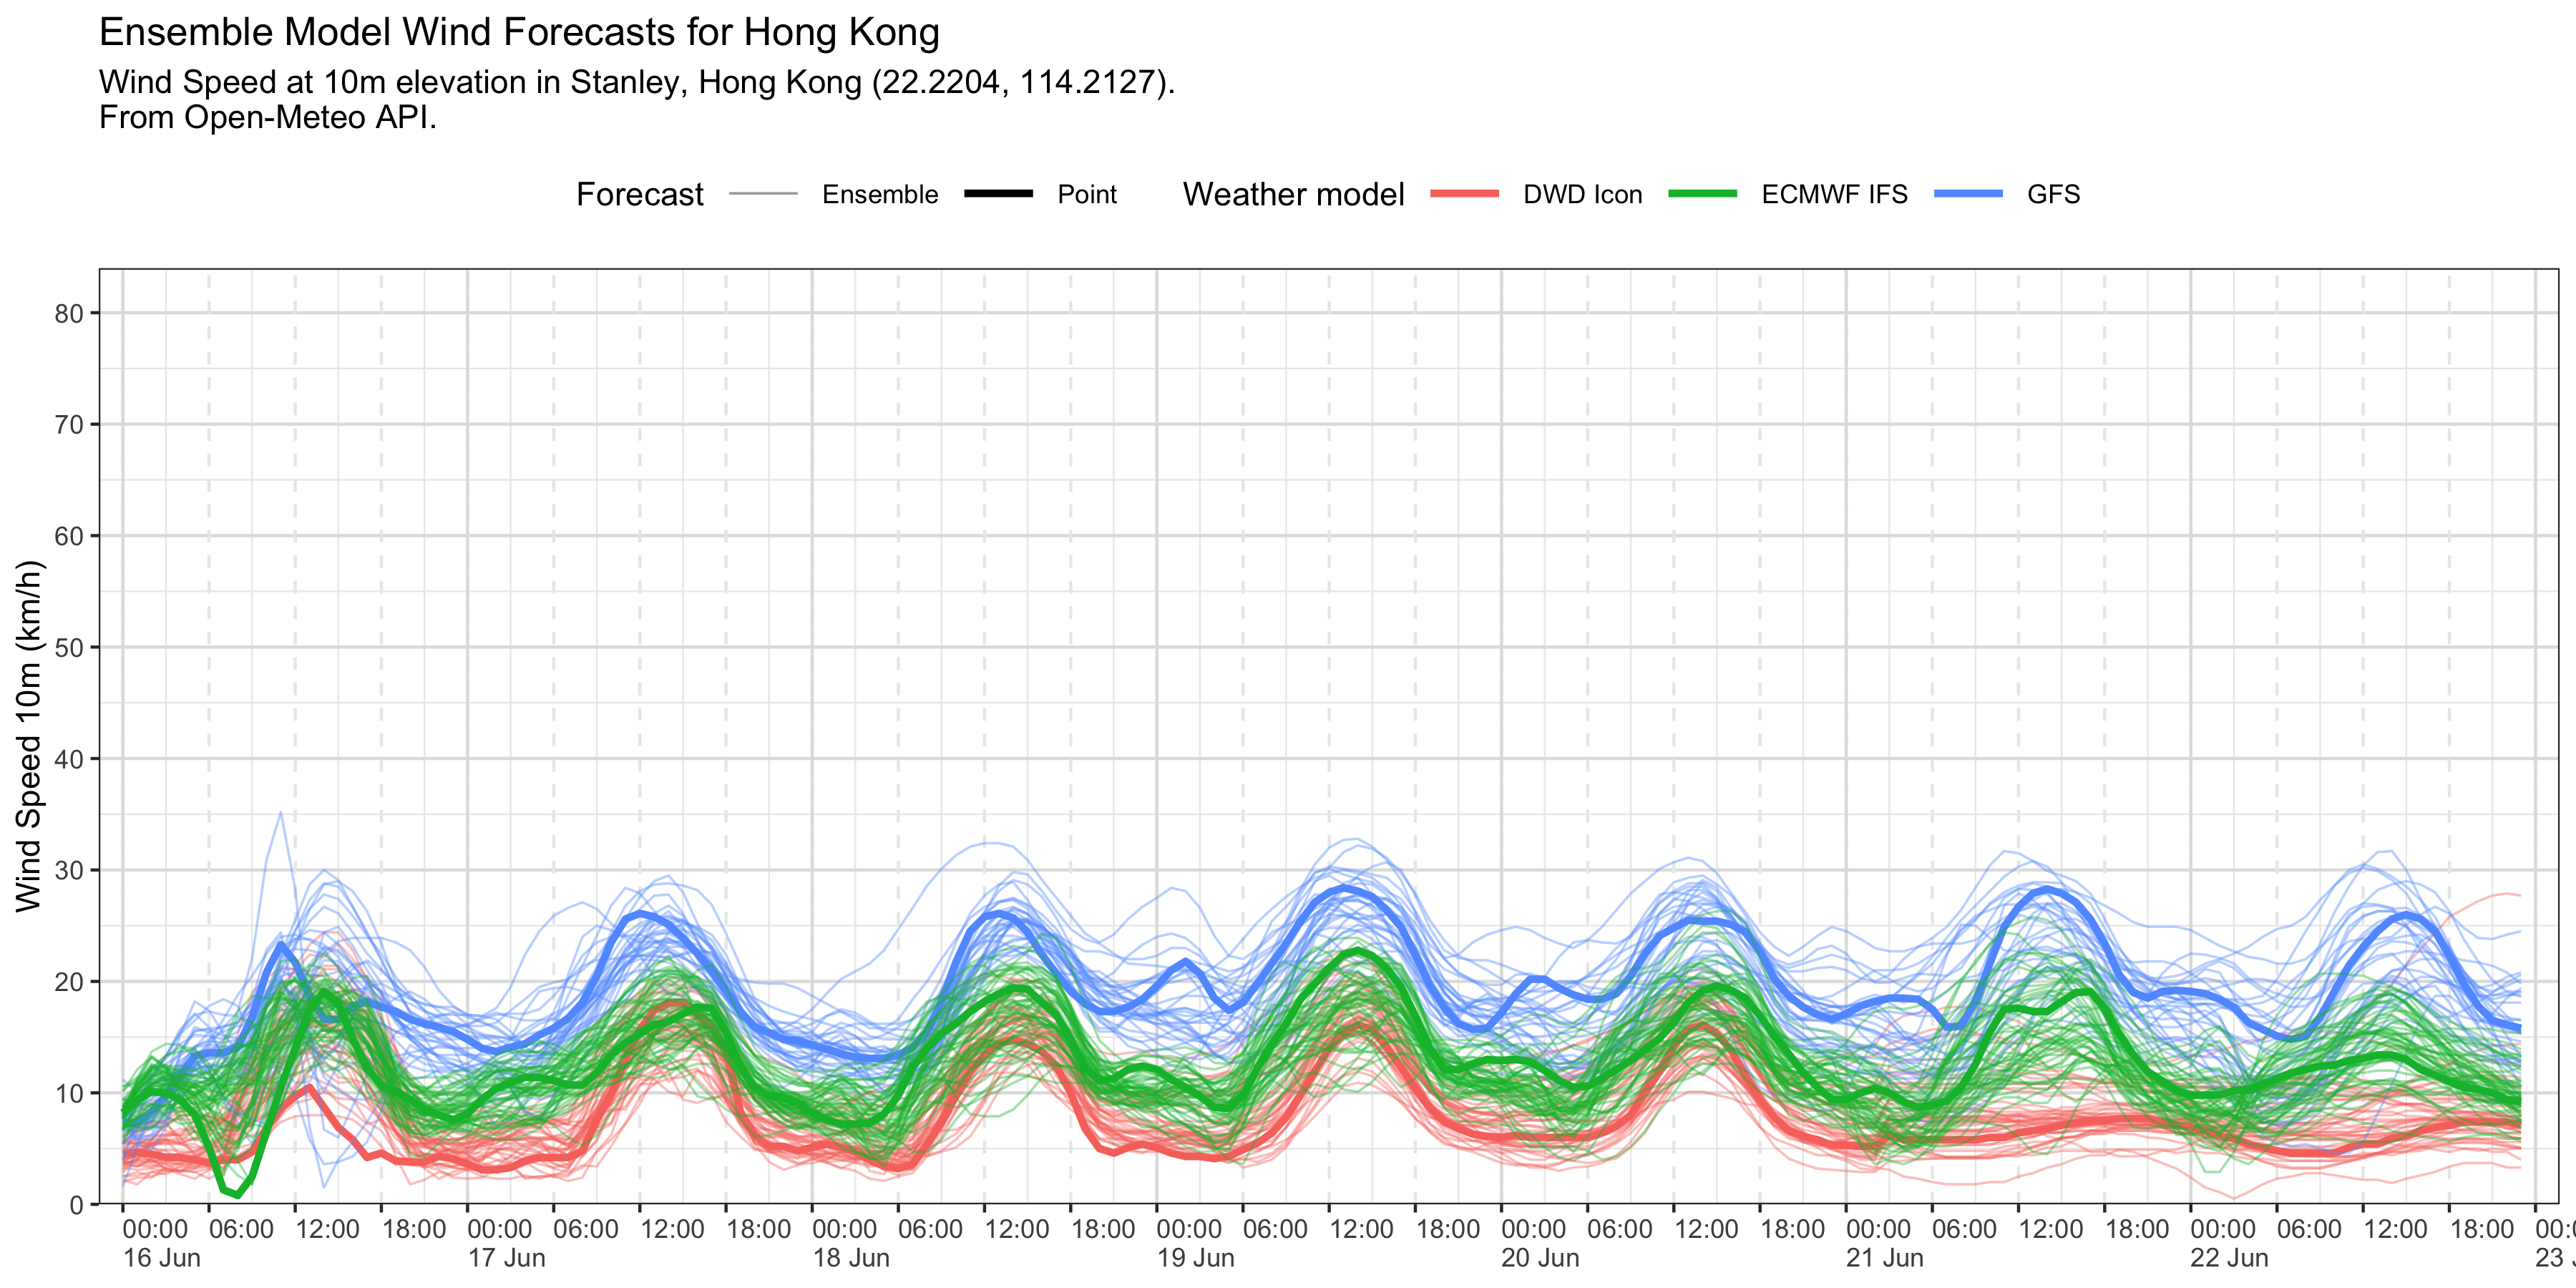 Ensemble Model Wind Forecasts for Hong Kong
Wind Speed at 10m elevation in Stanley, Hong Kong (22.2204, 114.2127).
From Open-Meteo API.
Forecast Ensemble Point Weather model DWD Icon ECMWF IFS GFS
Wind Speed 10m (km/h)
80
70
60
50
40
30
20
10
0
00:00 06:00 12:00 18:00 00:00 06:00 12:00 18:00 00:00 06:00 12:00 18:00 00:00 06:00 12:00 18:00 00:00 06:00 12:00 18:00 00:00 06:00 12:00 18:00 00:00 06:00 12:00 18:00
16 Jun 17 Jun 18 Jun 19 Jun 20 Jun 21 Jun 22 Jun 23